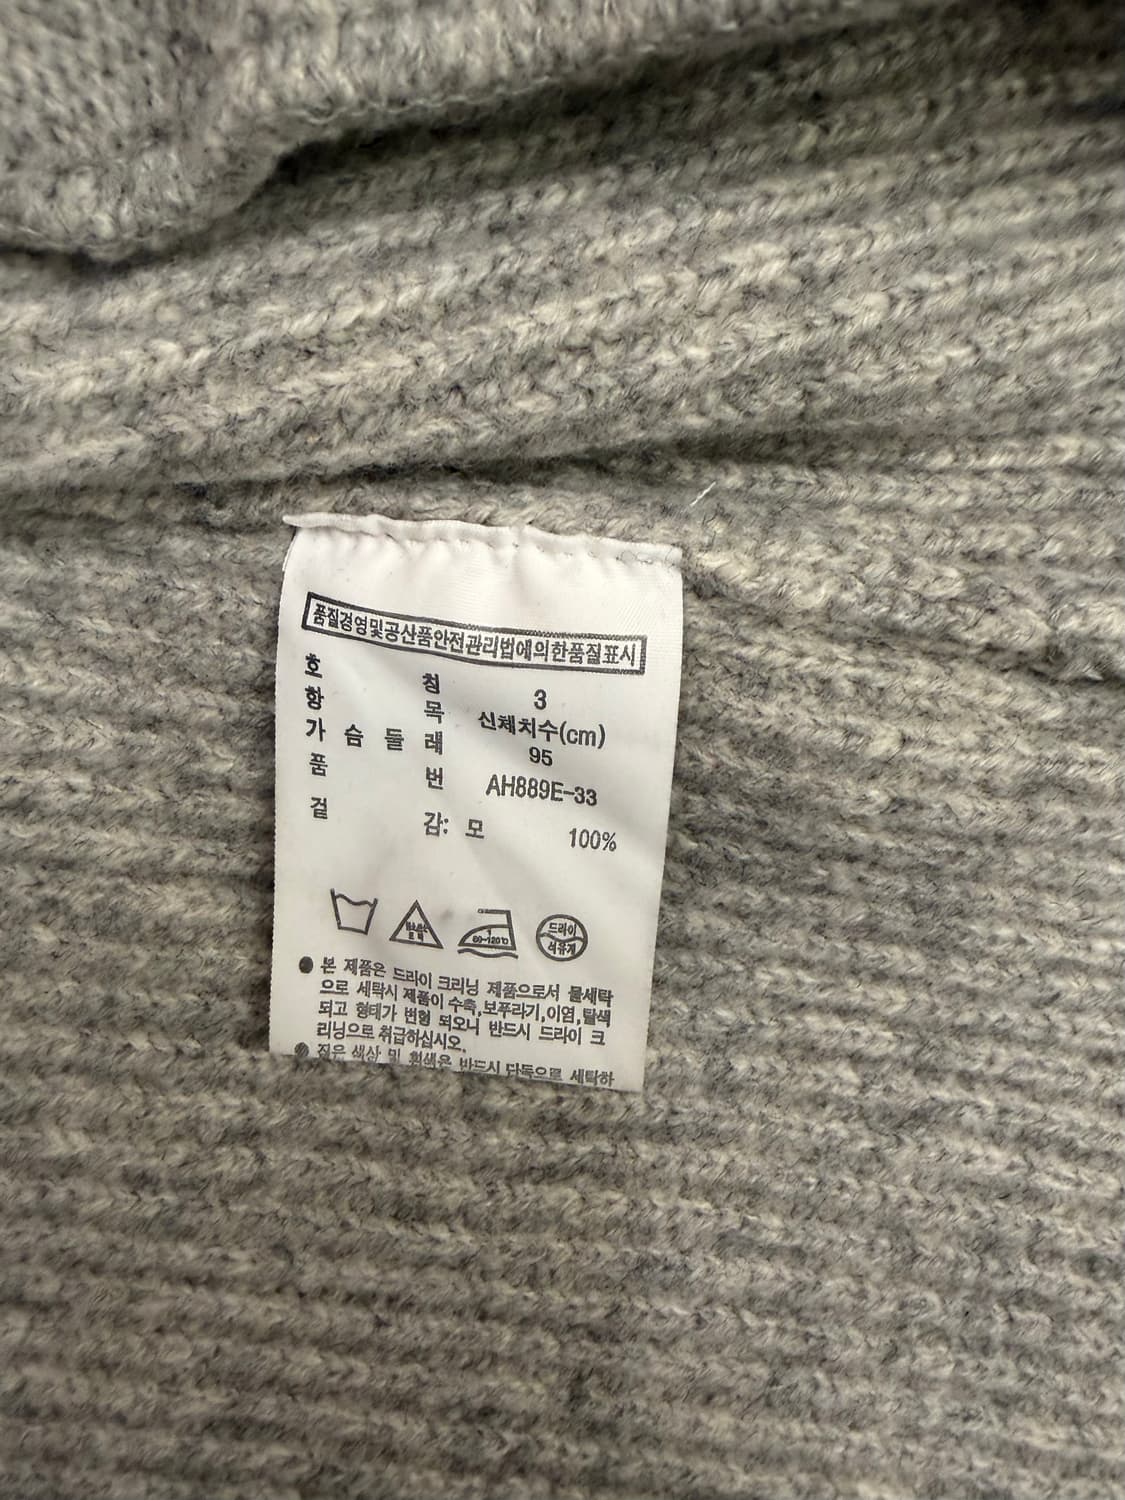 품질경영및공산품안전관리법에의한품질표시
호 칭 3
항 목 신체치수(cm)
가 슴 둘 레 95
품 번 AH889E-33
겉 감: 모 100%
80~120℃
드라이
석유계
● 본 제품은 드라이 크리닝 제품으로서 물세탁
으로 세탁시 제품이 수축,보푸라기,이염,탈색
되고 형태가 변형 되오니 반드시 드라이 크
리닝으로 취급하십시오.
● 짙은 색상 및 흰색은 반드시 단독으로 세탁하